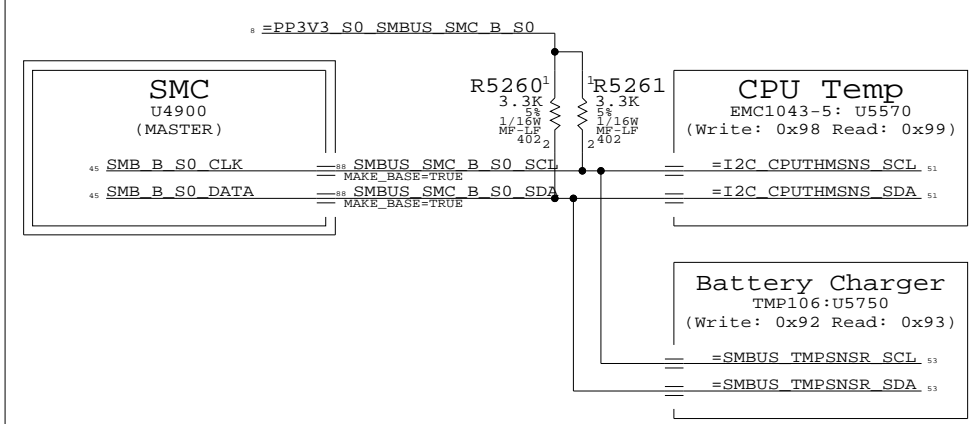 8 =PP3V3_S0_SMBUS_SMC_B_S0
SMC
U4900
(MASTER)
45 SMB_B_S0_CLK
45 SMB_B_S0_DATA
88 SMBUS_SMC_B_S0_SCL
MAKE_BASE=TRUE
88 SMBUS_SMC_B_S0_SDA
MAKE_BASE=TRUE
R5260 1
3.3K
5%
1/16W
MF-LF
402 2
1 R5261
3.3K
5%
1/16W
MF-LF
2 402
CPU Temp
EMC1043-5: U5570
(Write: 0x98 Read: 0x99)
=I2C_CPUTHMSNS_SCL 51
=I2C_CPUTHMSNS_SDA 51
Battery Charger
TMP106:U5750
(Write: 0x92 Read: 0x93)
=SMBUS_TMPSNSR_SCL 53
=SMBUS_TMPSNSR_SDA 53